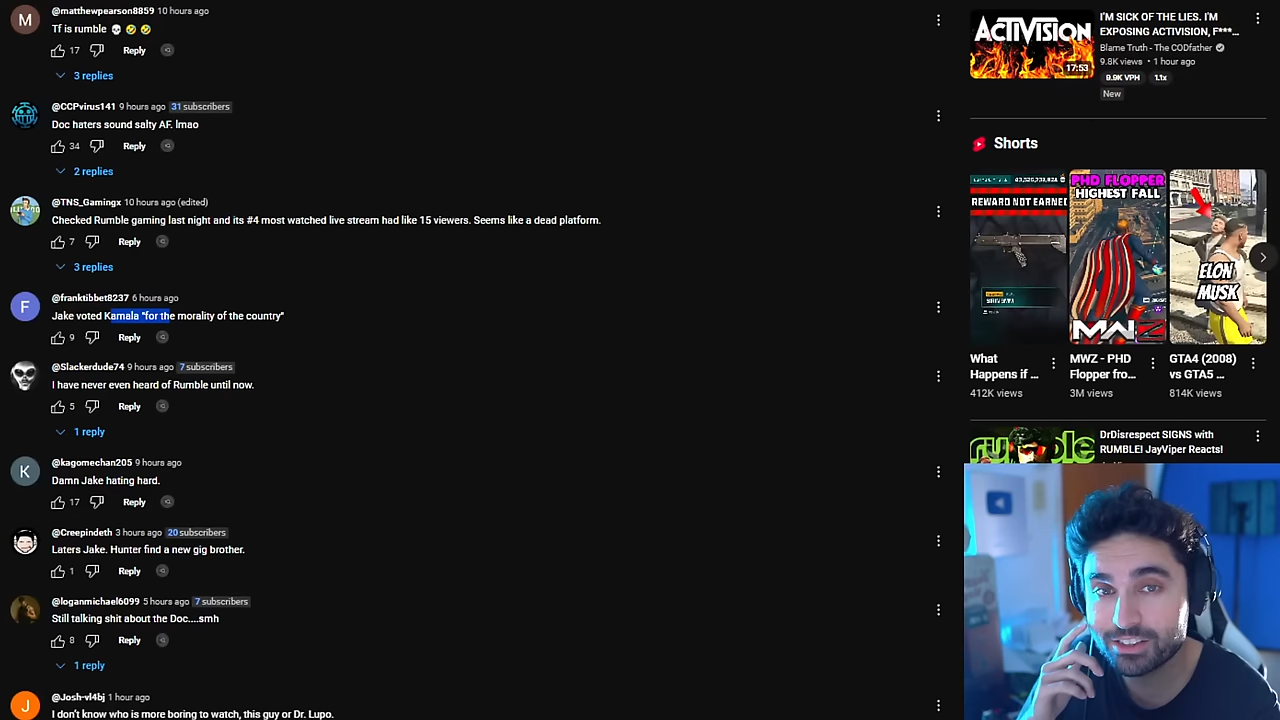 @matthewpearson8859 10 hours ago
Tf is rumble 💀 🤣 🤣
17 Reply
3 replies
@CCPvirus141 9 hours ago 31 subscribers
Doc haters sound salty AF. lmao
34 Reply
2 replies
@TNS_Gamingx 10 hours ago (edited)
Checked Rumble gaming last night and its #4 most watched live stream had like 15 viewers. Seems like a dead platform.
7 Reply
3 replies
@franktibbet8237 6 hours ago
Jake voted Kamala "for the morality of the country"
9 Reply
@Slackerdude74 9 hours ago 7 subscribers
I have never even heard of Rumble until now.
5 Reply
1 reply
@kagomechan205 9 hours ago
Damn Jake hating hard.
17 Reply
@Creepindeth 3 hours ago 20 subscribers
Laters Jake. Hunter find a new gig brother.
1 Reply
@loganmichael6099 5 hours ago 7 subscribers
Still talking shit about the Doc....smh
8 Reply
1 reply
@Josh-vl4bj 1 hour ago
I don't know who is more boring to watch, this guy or Dr. Lupo.
M
F
K
J
ACTIVISION
17:53
I'M SICK OF THE LIES. I'M
EXPOSING ACTIVISION, F***...
Blame Truth - The CODfather
9.8K views • 1 hour ago
9.9K VPH 1.1x
New
Shorts
REWARD NOT EARNED
PHD FLOPPER
HIGHEST FALL
MWZ
ELON
MUSK
What
Happens if ...
412K views
MWZ - PHD
Flopper fro...
3M views
GTA4 (2008)
vs GTA5 ...
814K views
rumble
DrDisrespect SIGNS with
RUMBLE! JayViper Reacts!